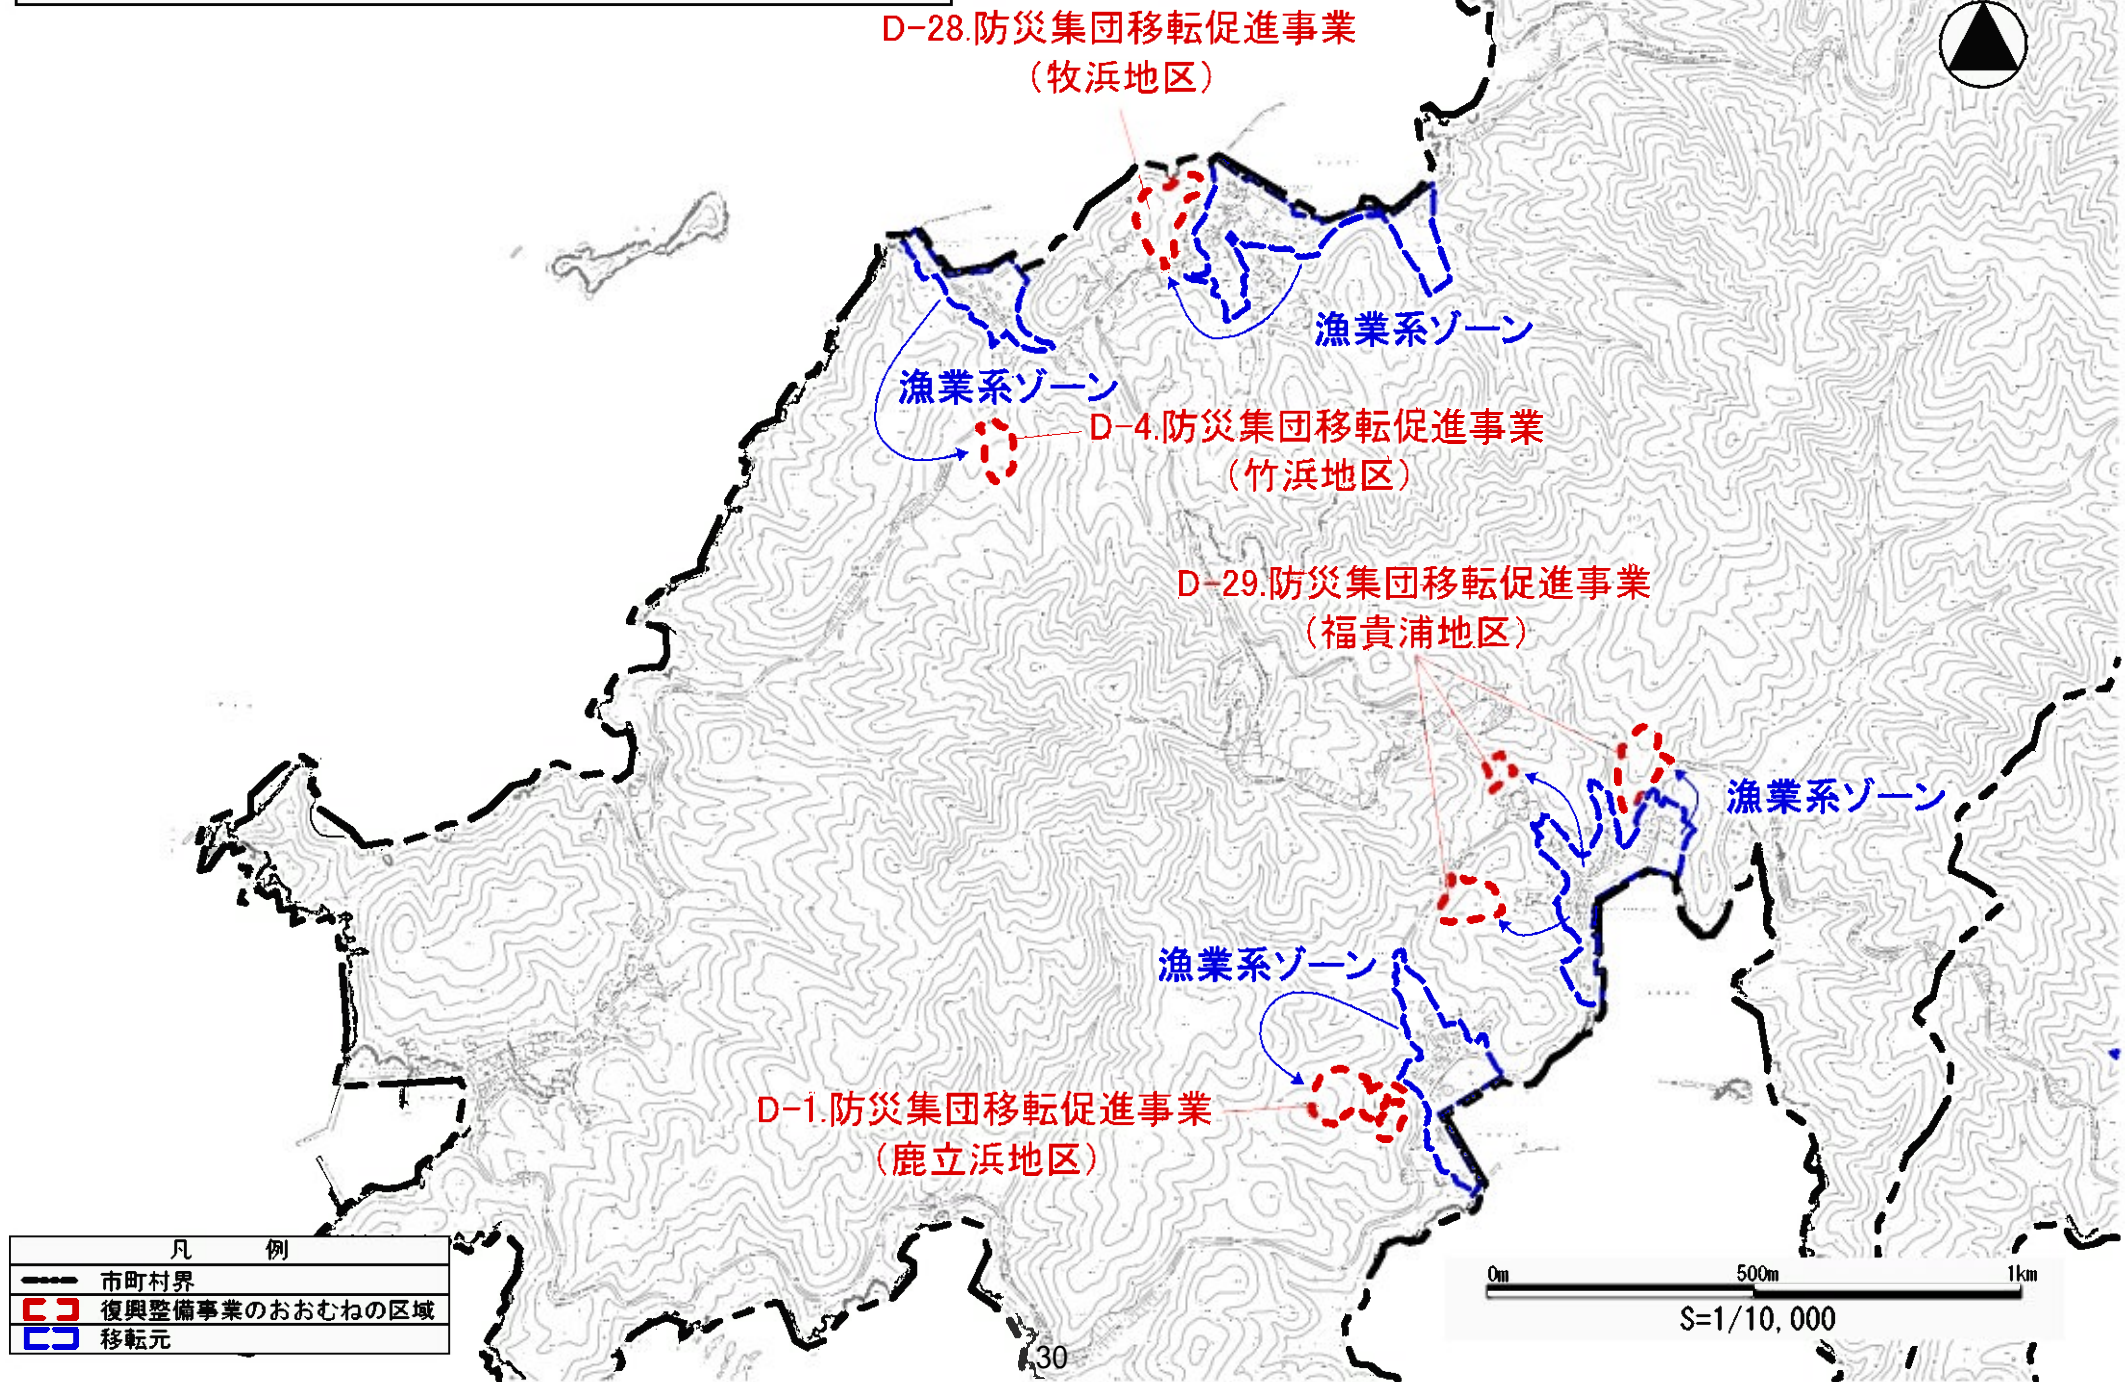 D-28.防災集団移転促進事業
(牧浜地区)
漁業系ゾーン
漁業系ゾーン
D-4.防災集団移転促進事業
(竹浜地区)
D-29.防災集団移転促進事業
(福貴浦地区)
漁業系ゾーン
漁業系ゾーン
D-1.防災集団移転促進事業
(鹿立浜地区)
凡 例
市町村界
復興整備事業のおおむねの区域
移転元
0m 500m 1km
S=1/10,000
30